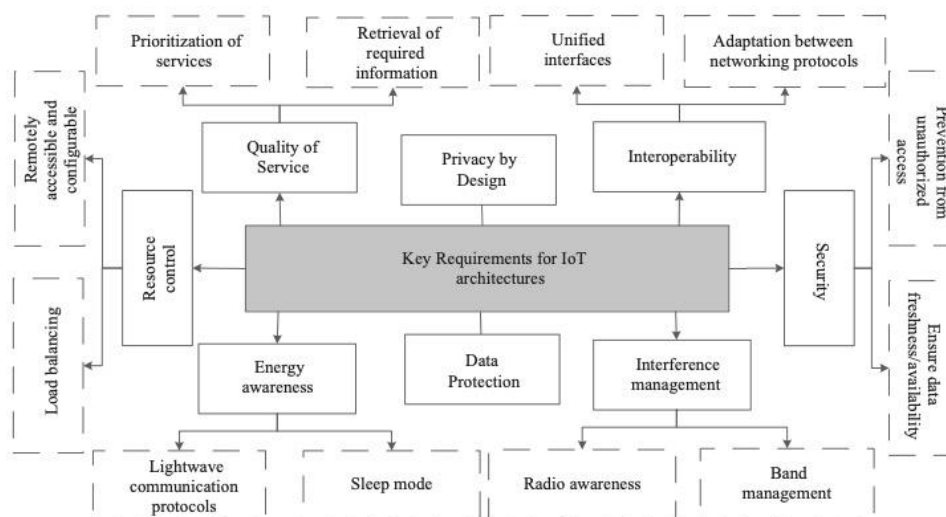 Prioritization of
services
Retrieval of
required
information
Unified
interfaces
Adaptation between
networking protocols
Remotely
accessible and
configurable
Quality of
Service
Privacy by
Design
Interoperability
Prevention from
unauthorized
access
Resource
control
Key Requirements for IoT
architectures
Security
Load balancing
Energy
awareness
Data
Protection
Interference
management
Ensure data
freshness/availability
Lightwave
communication
protocols
Sleep mode
Radio awareness
Band
management